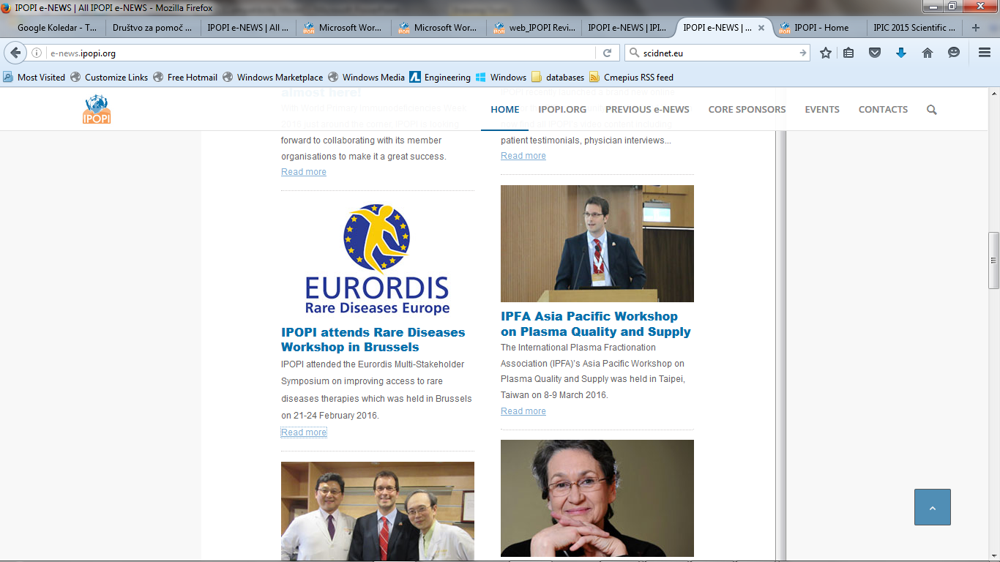 IPOPI e-NEWS | All IPOPI e-NEWS - Mozilla Firefox
Google Koledar - T...
Društvo za pomoč ...
IPOPI e-NEWS | All ...
Microsoft Wor...
Microsoft Wor...
web_IPOPI Revi...
IPOPI e-NEWS | IPI...
IPOPI e-NEWS | ...
IPOPI - Home
IPIC 2015 Scientific ...
e-news.ipopi.org
scidnet.eu
Most Visited
Customize Links
Free Hotmail
Windows Marketplace
Windows Media
Engineering
Windows
databases
Cmepius RSS feed
IPOPI
HOME
IPOPI.ORG
PREVIOUS e-NEWS
CORE SPONSORS
EVENTS
CONTACTS
almost here!
With World Primary Immunodeficiencies Week
2016 just around the corner, IPOPI is looking
forward to collaborating with its member
organisations to make it a great success.
Read more
EURORDIS
Rare Diseases Europe
IPOPI attends Rare Diseases
Workshop in Brussels
IPOPI attended the Eurordis Multi-Stakeholder
Symposium on improving access to rare
diseases therapies which was held in Brussels
on 21-24 February 2016.
Read more
patient testimonials, physician interviews...
Read more
IPFA Asia Pacific Workshop
on Plasma Quality and Supply
The International Plasma Fractionation
Association (IPFA)'s Asia Pacific Workshop on
Plasma Quality and Supply was held in Taipei,
Taiwan on 8-9 March 2016.
Read more